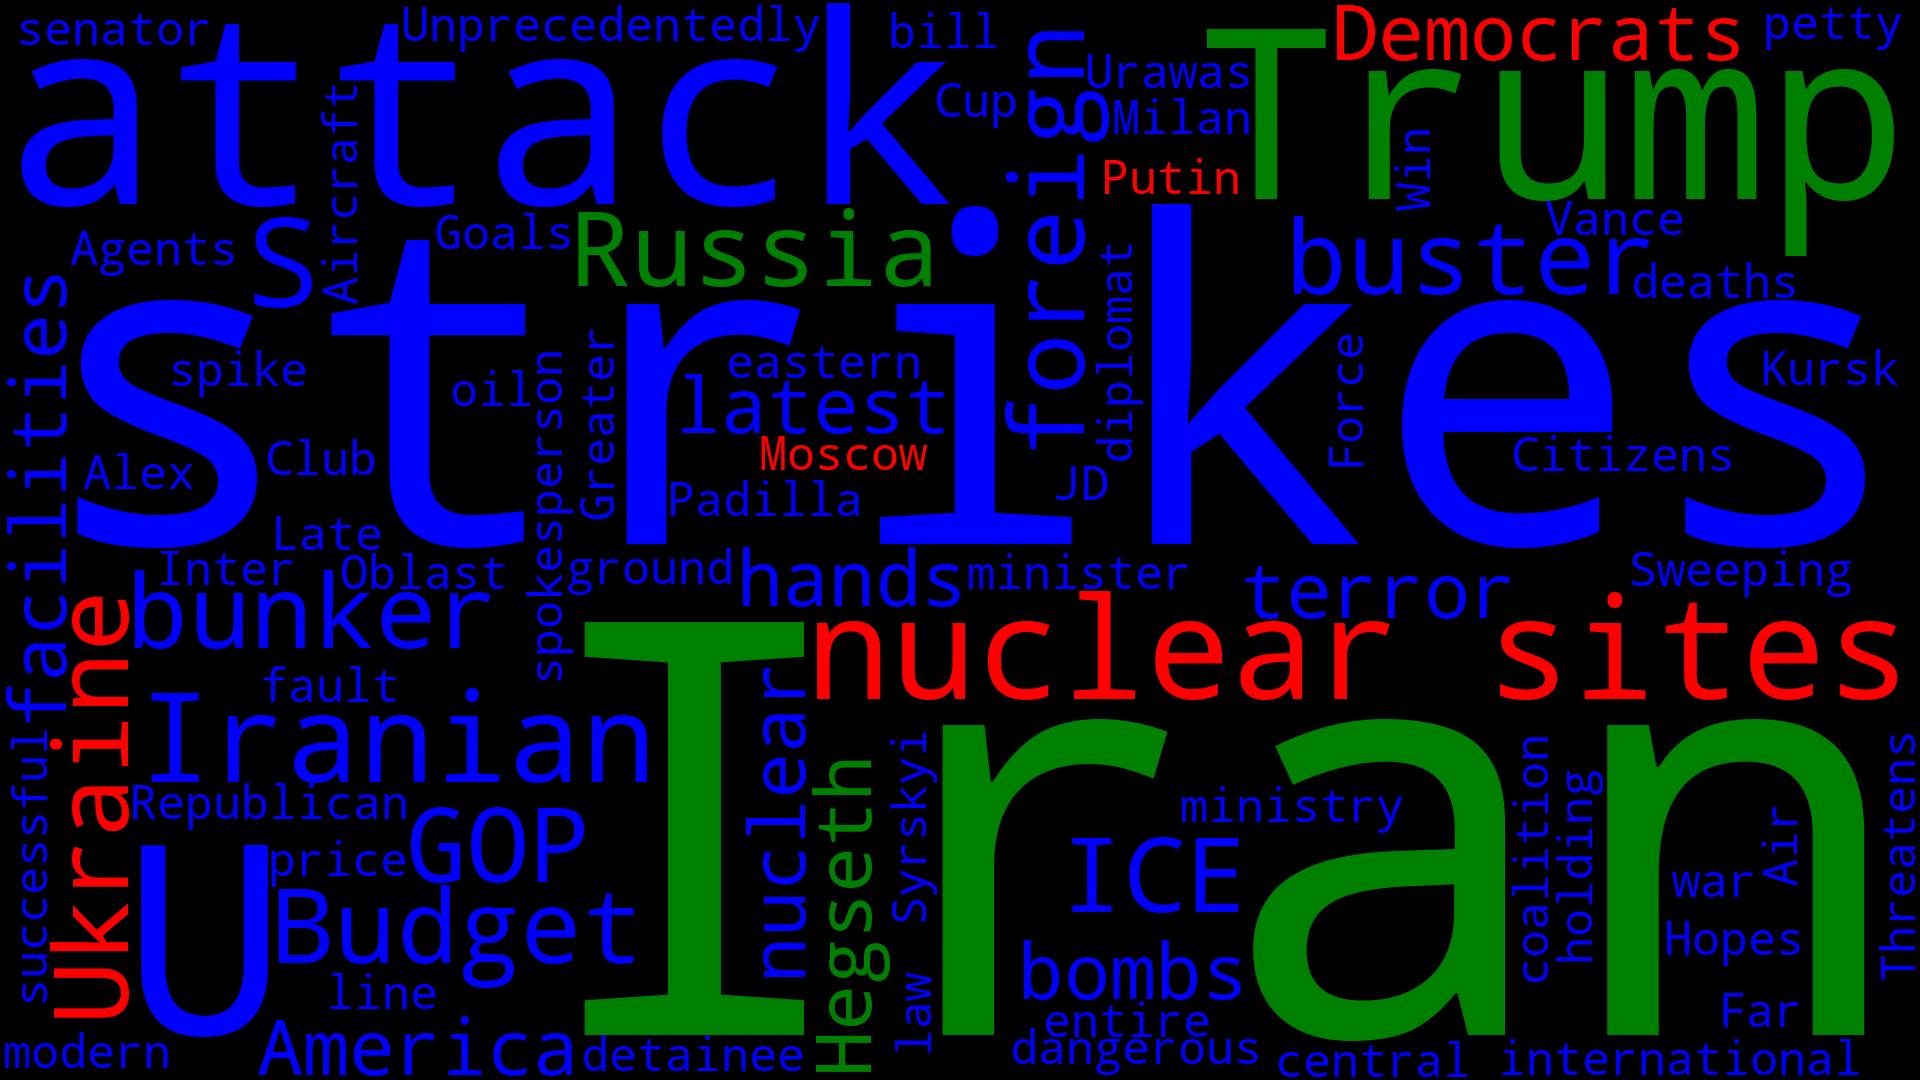 senator
Unprecedentedly
bill
Democrats
petty
attack
Aircraft
Cup
foreign
Urawas
Milan
Trump
Putin
Win
Agents
S
Goals
Russia
diplomat
buster
Vance
deaths
facilities
strikes
spike
oil
spokesperson
Greater
eastern
latest
Force
Kursk
Alex
Club
Moscow
Padilla
JD
Citizens
Late
Inter
Oblast
ground
hands
minister
terror
Sweeping
Ukraine
bunker
nuclear sites
fault
Iranian
nuclear
Iran
successful
Republican
GOP
Hegseth
Syrskyi
ministry
coalition
holding
Air
Threatens
price
ICE
war
U
Budget
bombs
Hopes
line
law
entire
Far
modern
America
detainee
dangerous
central
international